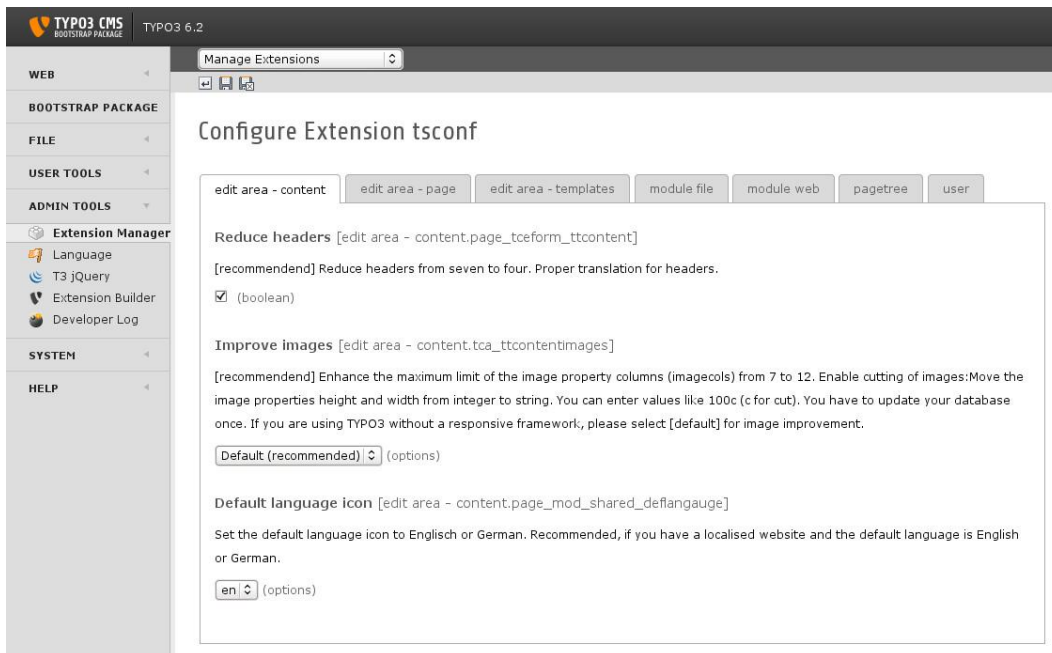 TYPO3 CMS
BOOTSTRAP PACKAGE
TYPO3 6.2
Manage Extensions
WEB
BOOTSTRAP PACKAGE
FILE
USER TOOLS
ADMIN TOOLS
Extension Manager
Language
T3 jQuery
Extension Builder
Developer Log
SYSTEM
HELP
Configure Extension tsconf
edit area - content
edit area - page
edit area - templates
module file
module web
pagetree
user
Reduce headers [edit area - content.page_tceform_ttcontent]
[recommendend] Reduce headers from seven to four. Proper translation for headers.
(boolean)
Improve images [edit area - content.tca_ttcontentimages]
[recommendend] Enhance the maximum limit of the image property columns (imagecols) from 7 to 12. Enable cutting of images:Move the
image properties height and width from integer to string. You can enter values like 100c (c for cut). You have to update your database
once. If you are using TYPO3 without a responsive framework, please select [default] for image improvement.
Default (recommended) (options)
Default language icon [edit area - content.page_mod_shared_deflangauge]
Set the default language icon to Englisch or German. Recommended, if you have a localised website and the default language is English
or German.
en (options)